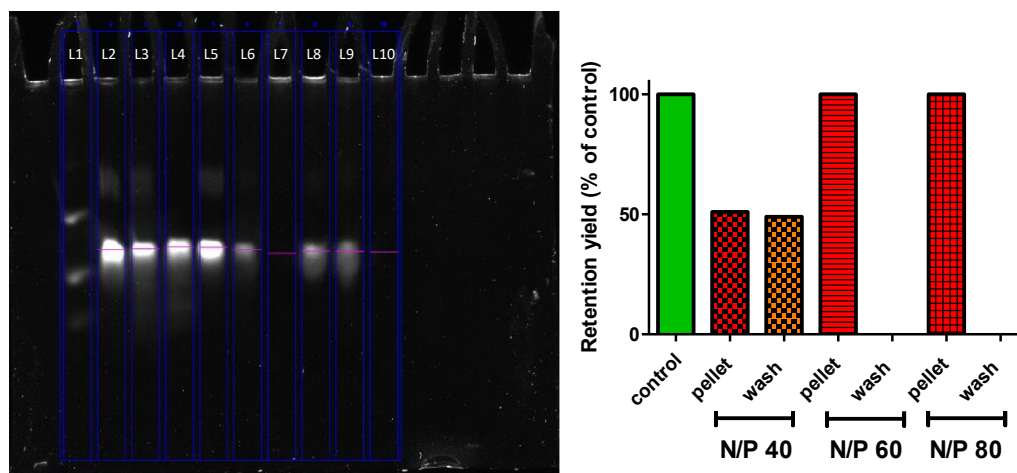 L1 L2 L3 L4 L5 L6 L7 L8 L9 L10
Retention yield (% of control)
100
50
0
control pellet wash pellet wash pellet wash
N/P 40 N/P 60 N/P 80